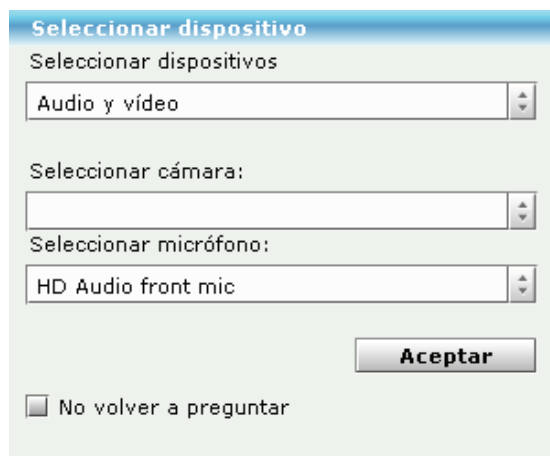 Seleccionar dispositivo
Seleccionar dispositivos
Audio y vídeo
Seleccionar cámara:
Seleccionar micrófono:
HD Audio front mic
Aceptar
No volver a preguntar